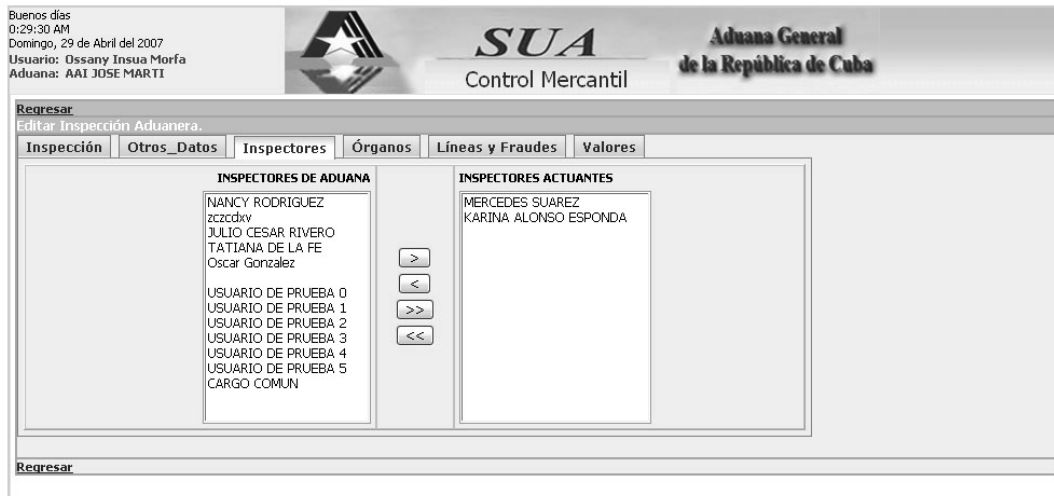 Buenos días
0:29:30 AM
Domingo, 29 de Abril del 2007
Usuario: Ossany Insua Morfa
Aduana: AAI JOSE MARTI
SUA
Control Mercantil
Aduana General
de la República de Cuba
Regresar
Editar Inspección Aduanera.
Inspección Otros_Datos Inspectores Órganos Líneas y Fraudes Valores
INSPECTORES DE ADUANA
NANCY RODRIGUEZ
zczcdxv
JULIO CESAR RIVERO
TATIANA DE LA FE
Oscar Gonzalez
USUARIO DE PRUEBA 0
USUARIO DE PRUEBA 1
USUARIO DE PRUEBA 2
USUARIO DE PRUEBA 3
USUARIO DE PRUEBA 4
USUARIO DE PRUEBA 5
CARGO COMUN
>
<
>>
<<
INSPECTORES ACTUANTES
MERCEDES SUAREZ
KARINA ALONSO ESPONDA
Regresar